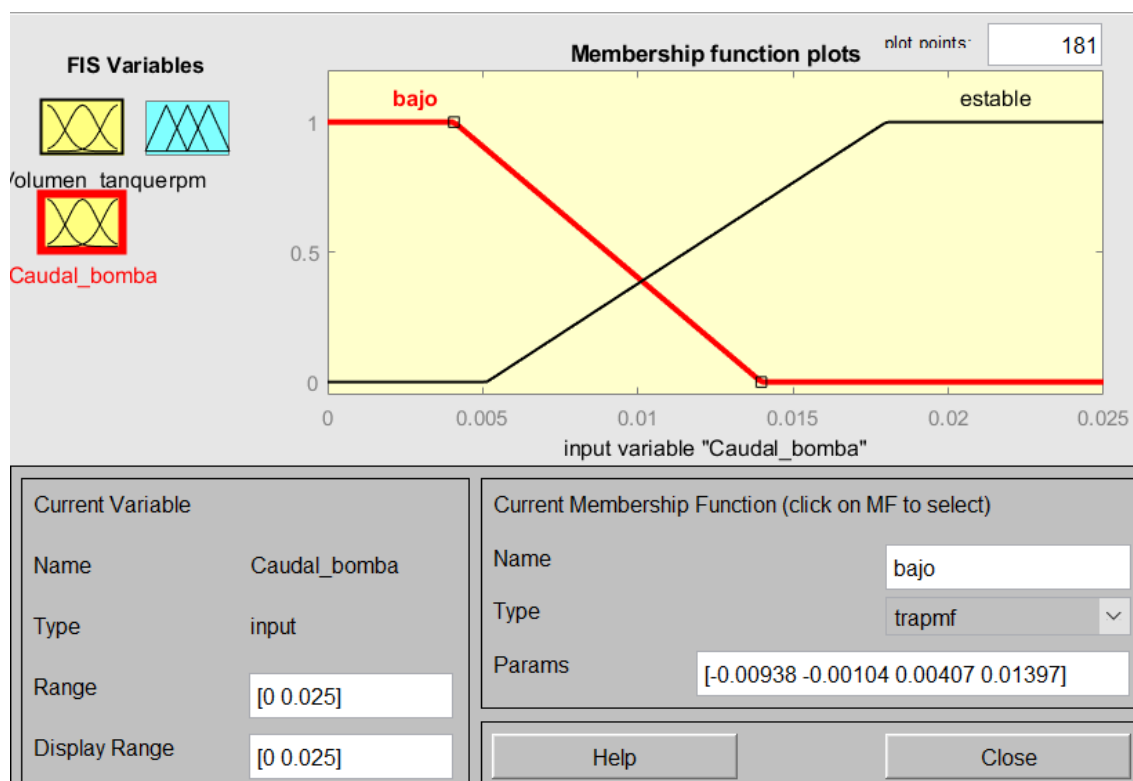 FIS Variables
Membership function plots
plot points:
181
bajo
estable
1
0.5
0
Volumen_tanquerpm
Caudal_bomba
0
0.005
0.01
0.015
0.02
0.025
input variable "Caudal_bomba"
Current Variable
Name
Caudal_bomba
Type
input
Range
[0 0.025]
Display Range
[0 0.025]
Current Membership Function (click on MF to select)
Name
bajo
Type
trapmf
Params
[-0.00938 -0.00104 0.00407 0.01397]
Help
Close